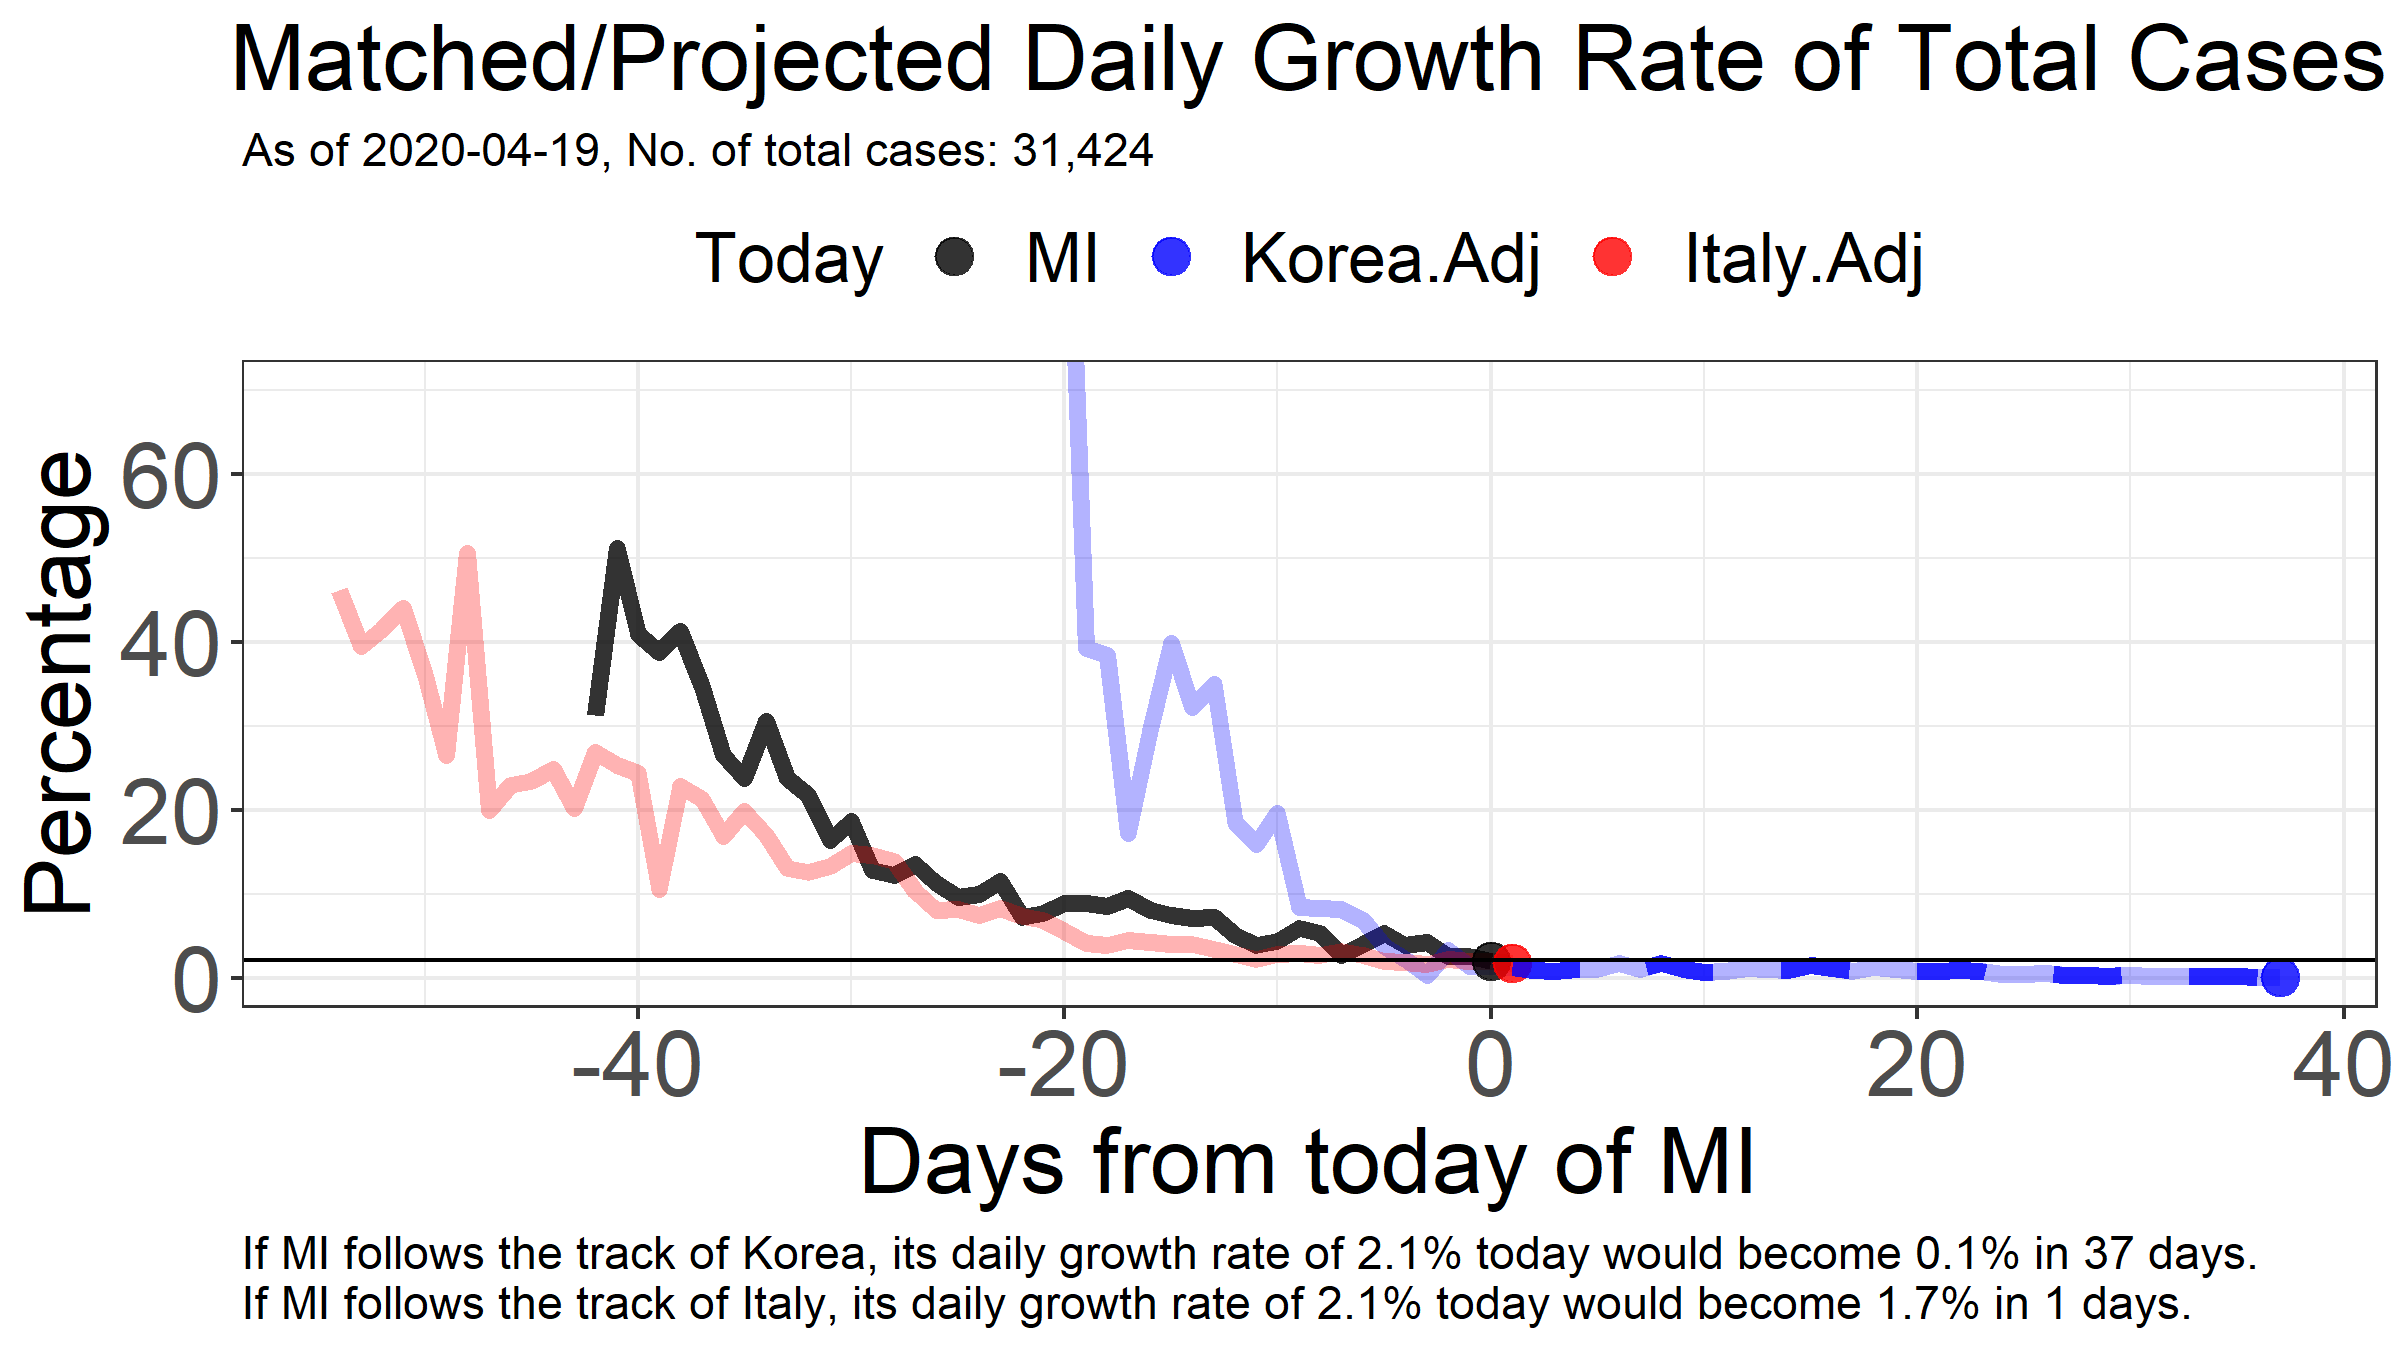 Matched/Projected Daily Growth Rate of Total Cases
As of 2020-04-19, No. of total cases: 31,424
Today MI Korea.Adj Italy.Adj
Percentage
60
40
20
0
-40 -20 0 20 40
Days from today of MI
If MI follows the track of Korea, its daily growth rate of 2.1% today would become 0.1% in 37 days.
If MI follows the track of Italy, its daily growth rate of 2.1% today would become 1.7% in 1 days.